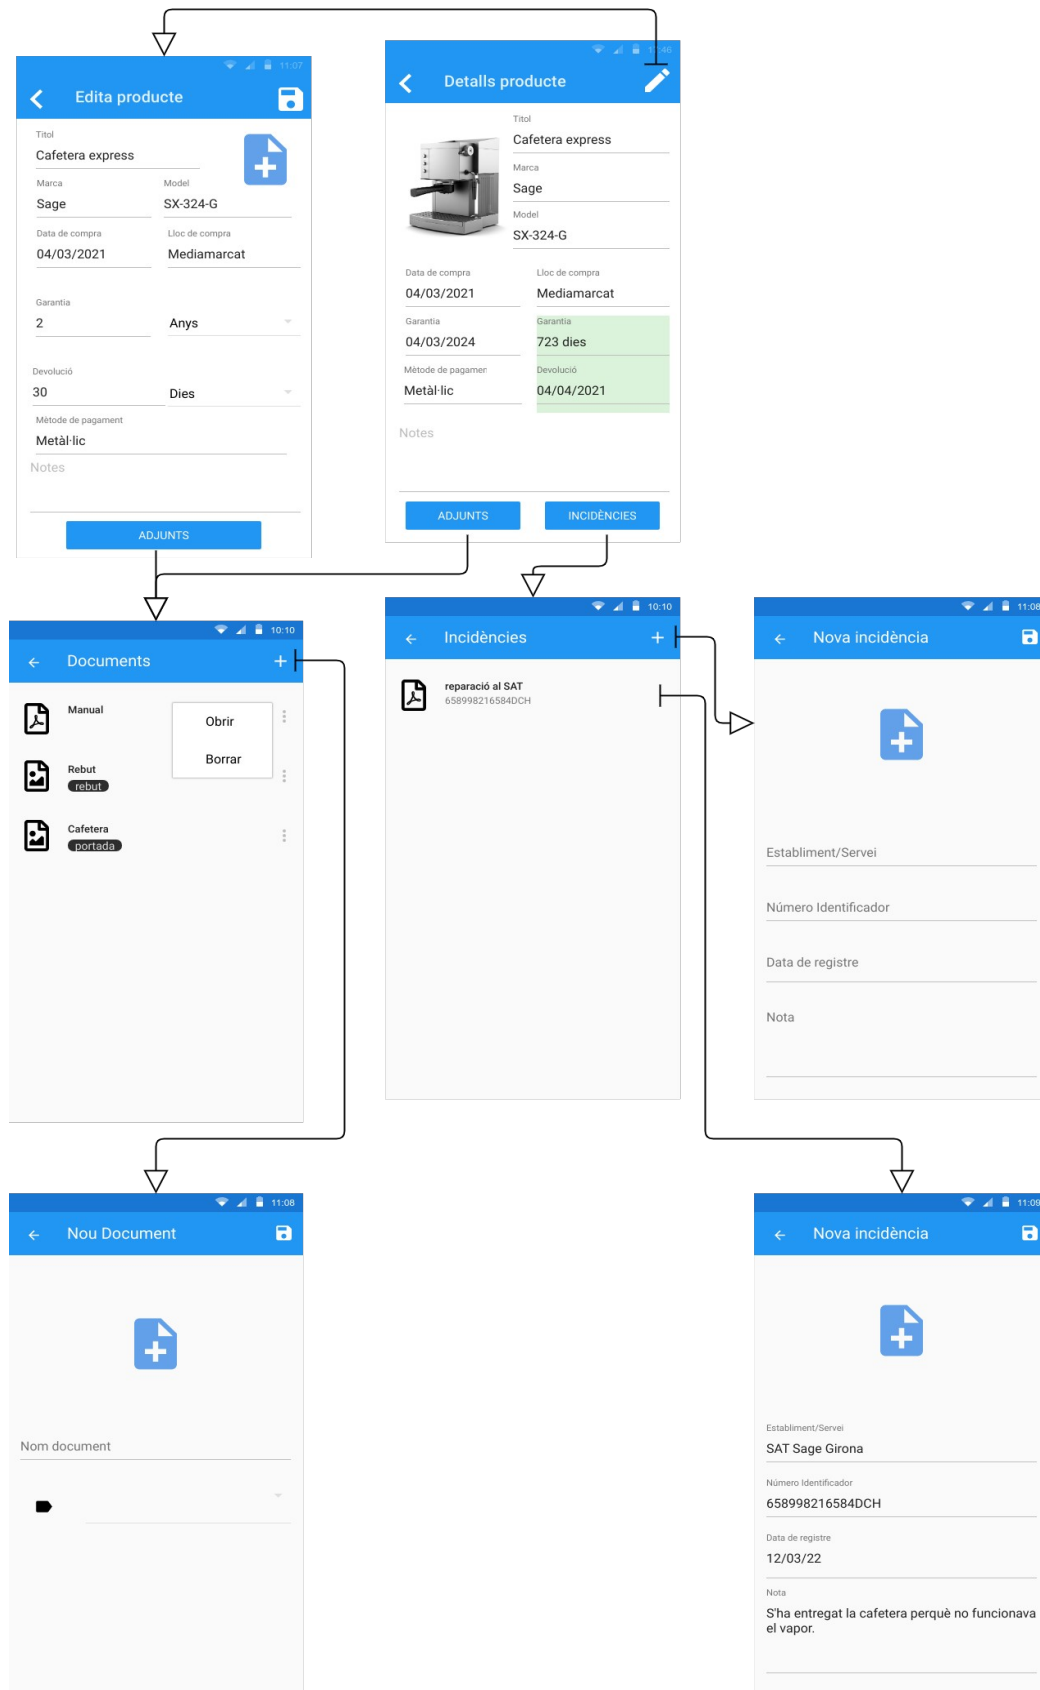 11:07
Edita producte
Titol
Cafetera express
Marca
Model
Sage
SX-324-G
Data de compra
Lloc de compra
04/03/2021
Mediamarcat
Garantia
2
Anys
Devolució
30
Dies
Mètode de pagament
Metàl·lic
Notes
ADJUNTS
Detalls producte
Titol
Cafetera express
Marca
Sage
Model
SX-324-G
Data de compra
Lloc de compra
04/03/2021
Mediamarcat
Garantia
Garantia
04/03/2024
723 dies
Mètode de pagamen
Devolució
Metàl·lic
04/04/2021
Notes
ADJUNTS
INCIDÈNCIES
10:10
Documents
Manual
Obrir
Borrar
Rebut
rebut
Cafetera
portada
10:10
Incidències
reparació al SAT
658998216584DCH
11:08
Nova incidència
Establiment/Servei
Número Identificador
Data de registre
Nota
11:08
Nou Document
Nom document
11:09
Nova incidència
Establiment/Servei
SAT Sage Girona
Número Identificador
658998216584DCH
Data de registre
12/03/22
Nota
S'ha entregat la cafetera perquè no funcionava
el vapor.